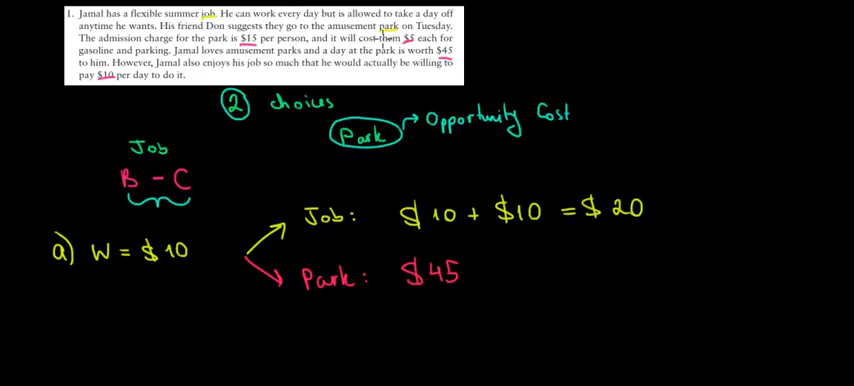 1. Jamal has a flexible summer job. He can work every day but is allowed to take a day off
anytime he wants. His friend Don suggests they go to the amusement park on Tuesday.
The admission charge for the park is $15 per person, and it will cost them $5 each for
gasoline and parking. Jamal loves amusement parks and a day at the park is worth $45
to him. However, Jamal also enjoys his job so much that he would actually be willing to
pay $10 per day to do it.
② choices
Park → Opportunity Cost
Job
B - C
Job: $10 + $10 = $20
a) W = $10
Park: $45